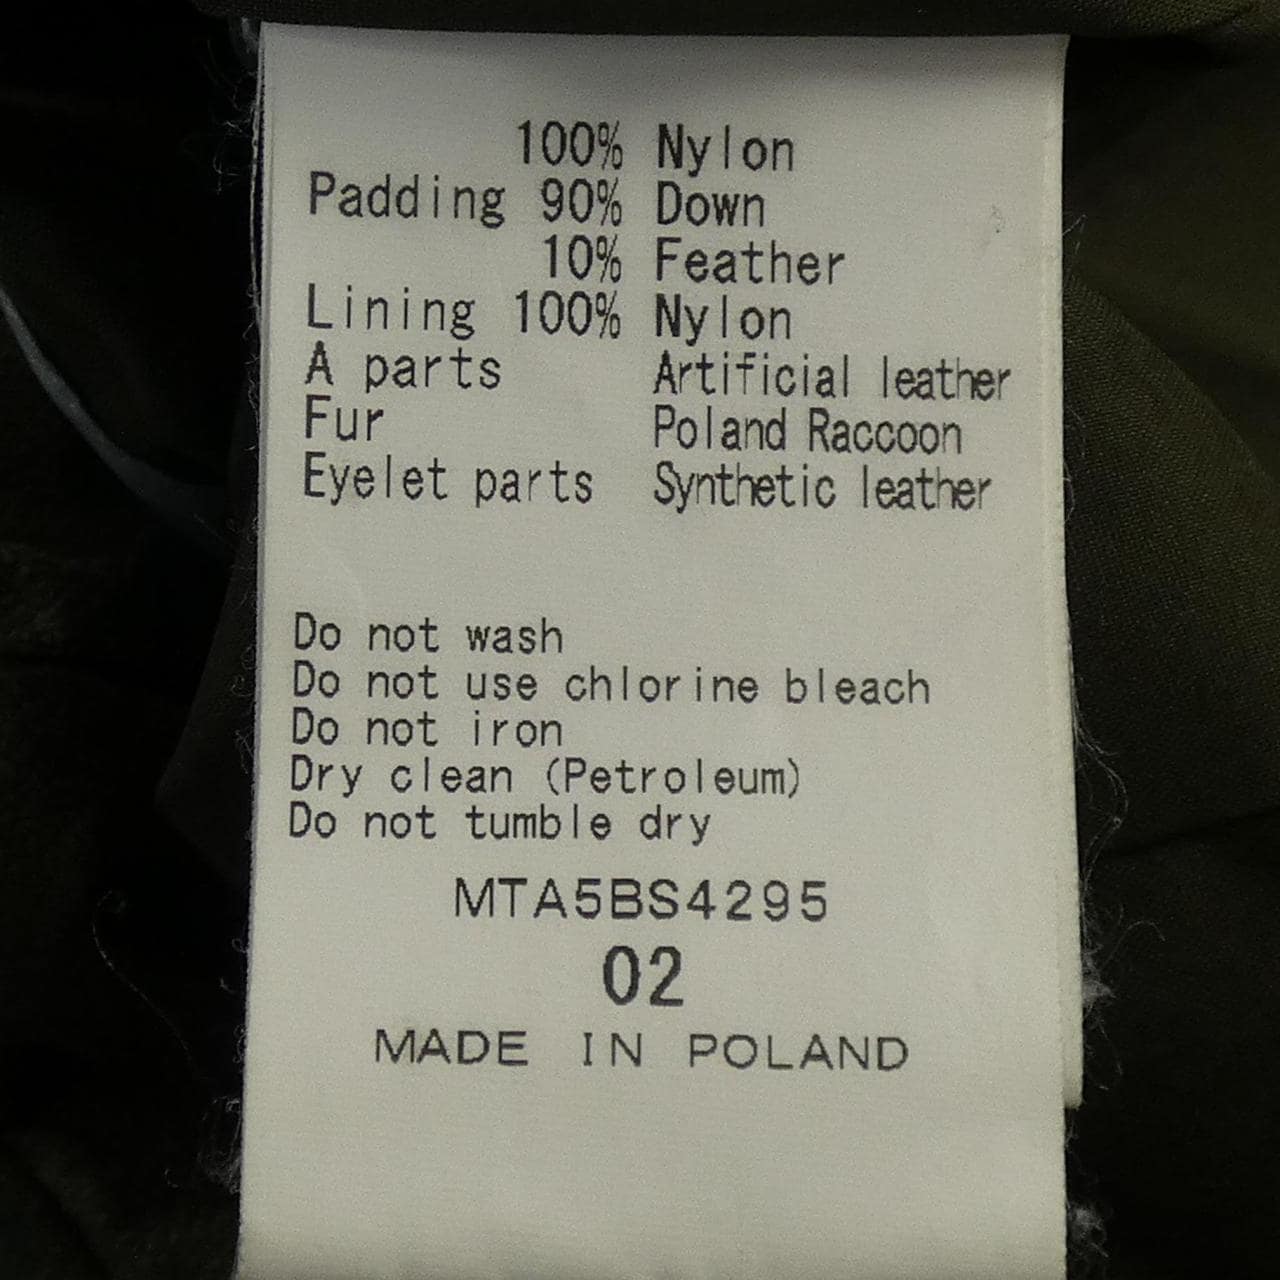 100% Nylon
Padding 90% Down
10% Feather
Lining 100% Nylon
A parts Artificial leather
Fur Poland Raccoon
Eyelet parts Synthetic leather
Do not wash
Do not use chlorine bleach
Do not iron
Dry clean (Petroleum)
Do not tumble dry
MTA5BS4295
02
MADE IN POLAND